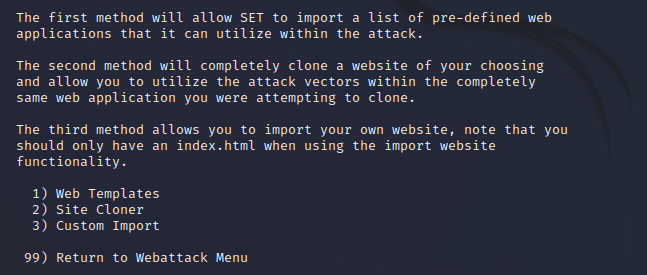 The first method will allow SET to import a list of pre-defined web
applications that it can utilize within the attack.
The second method will completely clone a website of your choosing
and allow you to utilize the attack vectors within the completely
same web application you were attempting to clone.
The third method allows you to import your own website, note that you
should only have an index.html when using the import website
functionality.
1) Web Templates
2) Site Cloner
3) Custom Import
99) Return to Webattack Menu